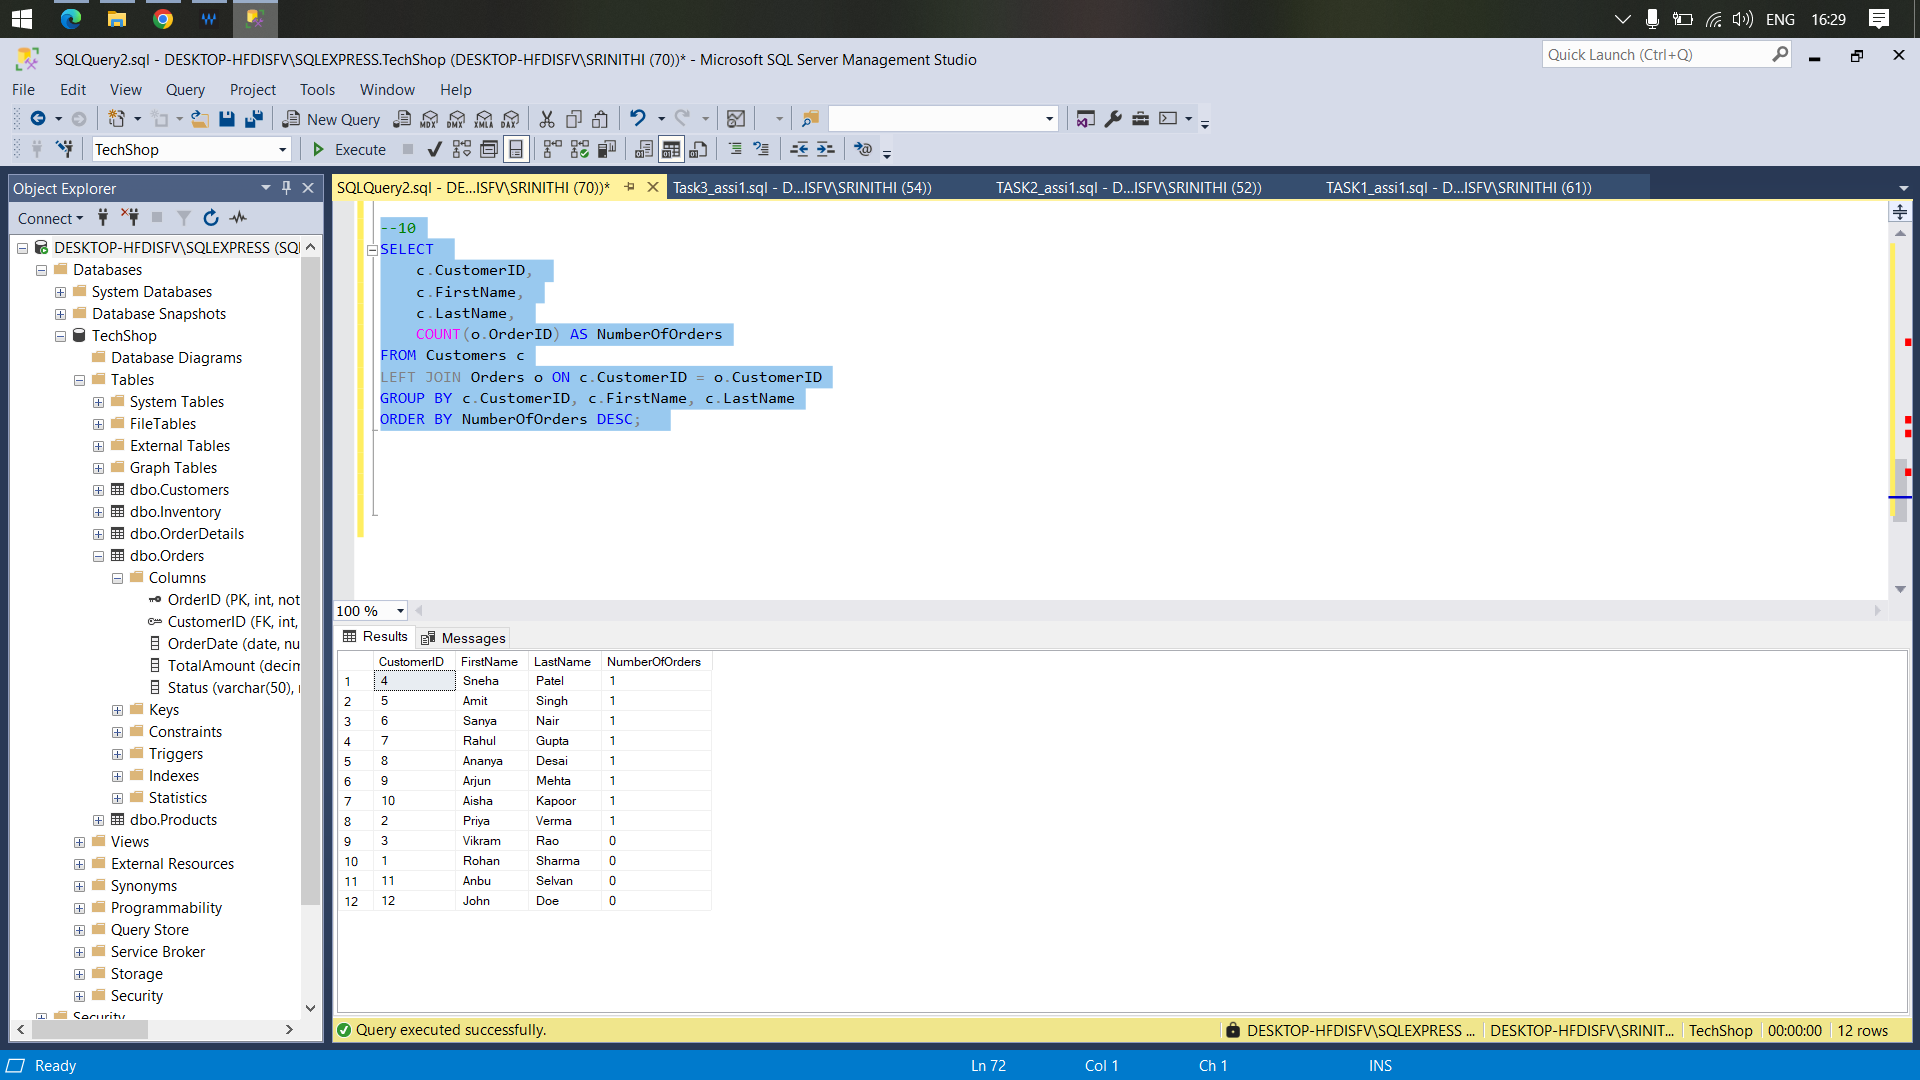 ENG 16:29
SQLQuery2.sql - DESKTOP-HFDISFV\SQLEXPRESS.TechShop (DESKTOP-HFDISFV\SRINITHI (70))* - Microsoft SQL Server Management Studio
Quick Launch (Ctrl+Q)
File Edit View Query Project Tools Window Help
New Query MDX DMX XMLA DAX
TechShop Execute
Object Explorer
SQLQuery2.sql - DE...ISFV\SRINITHI (70))* Task3_assi1.sql - D...ISFV\SRINITHI (54)) TASK2_assi1.sql - D...ISFV\SRINITHI (52)) TASK1_assi1.sql - D...ISFV\SRINITHI (61))
Connect
DESKTOP-HFDISFV\SQLEXPRESS (SQ
Databases
System Databases
Database Snapshots
TechShop
Database Diagrams
Tables
System Tables
FileTables
External Tables
Graph Tables
dbo.Customers
dbo.Inventory
dbo.OrderDetails
dbo.Orders
Columns
OrderID (PK, int, not
CustomerID (FK, int,
OrderDate (date, nu
TotalAmount (decim
Status (varchar(50), n
Keys
Constraints
Triggers
Indexes
Statistics
dbo.Products
Views
External Resources
Synonyms
Programmability
Query Store
Service Broker
Storage
Security
Security
--10
SELECT
c.CustomerID,
c.FirstName,
c.LastName,
COUNT(o.OrderID) AS NumberOfOrders
FROM Customers c
LEFT JOIN Orders o ON c.CustomerID = o.CustomerID
GROUP BY c.CustomerID, c.FirstName, c.LastName
ORDER BY NumberOfOrders DESC;
100 %
Results Messages
CustomerID FirstName LastName NumberOfOrders
1 4 Sneha Patel 1
2 5 Amit Singh 1
3 6 Sanya Nair 1
4 7 Rahul Gupta 1
5 8 Ananya Desai 1
6 9 Arjun Mehta 1
7 10 Aisha Kapoor 1
8 2 Priya Verma 1
9 3 Vikram Rao 0
10 1 Rohan Sharma 0
11 11 Anbu Selvan 0
12 12 John Doe 0
Query executed successfully. DESKTOP-HFDISFV\SQLEXPRESS ... DESKTOP-HFDISFV\SRINIT... TechShop 00:00:00 12 rows
Ready Ln 72 Col 1 Ch 1 INS